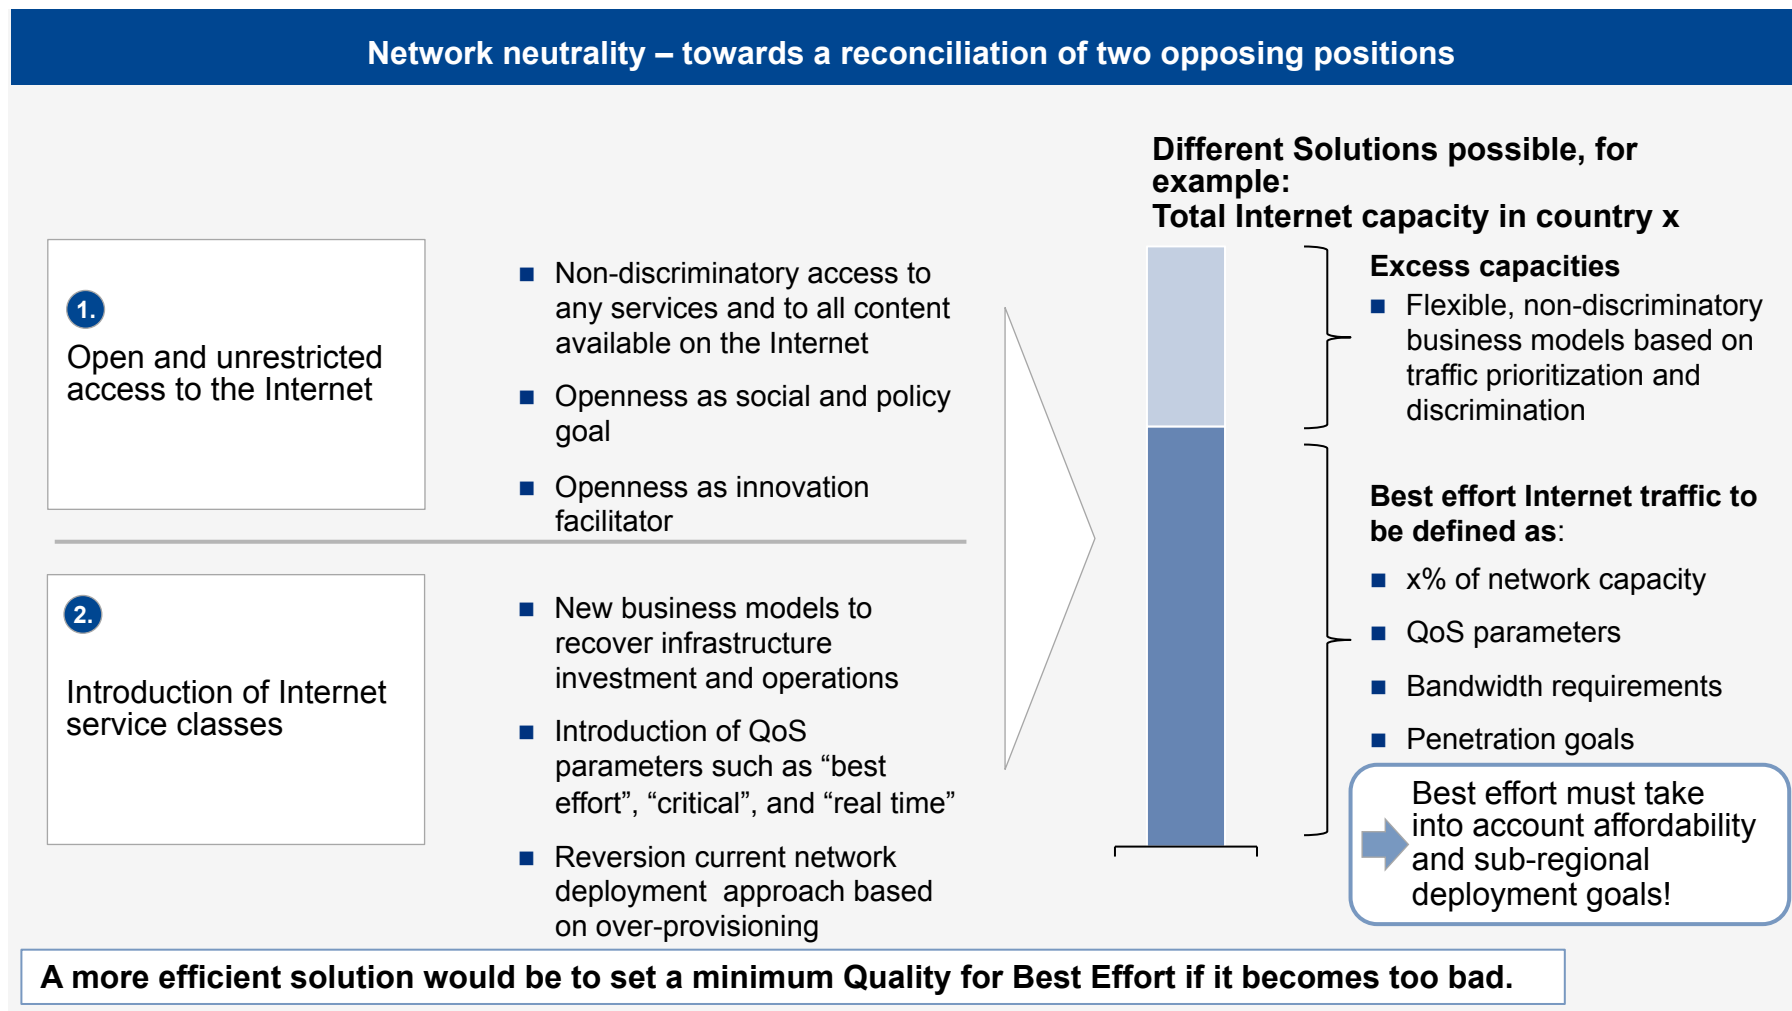 Network neutrality – towards a reconciliation of two opposing positions
1.
Open and unrestricted
access to the Internet
Non-discriminatory access to
any services and to all content
available on the Internet
Openness as social and policy
goal
Openness as innovation
facilitator
2.
Introduction of Internet
service classes
New business models to
recover infrastructure
investment and operations
Introduction of QoS
parameters such as “best
effort”, “critical”, and “real time”
Reversion current network
deployment approach based
on over-provisioning
Different Solutions possible, for
example:
Total Internet capacity in country x
Excess capacities
Flexible, non-discriminatory
business models based on
traffic prioritization and
discrimination
Best effort Internet traffic to
be defined as:
x% of network capacity
QoS parameters
Bandwidth requirements
Penetration goals
Best effort must take
into account affordability
and sub-regional
deployment goals!
A more efficient solution would be to set a minimum Quality for Best Effort if it becomes too bad.